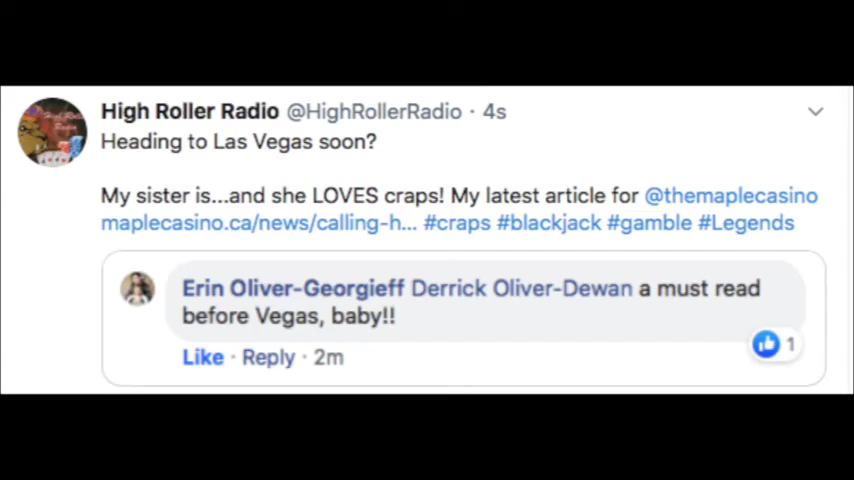 High Roller Radio @HighRollerRadio · 4s
Heading to Las Vegas soon?
My sister is...and she LOVES craps! My latest article for @themaplecasino
maplecasino.ca/news/calling-h... #craps #blackjack #gamble #Legends
Erin Oliver-Georgieff Derrick Oliver-Dewan a must read
before Vegas, baby!!
1
Like · Reply · 2m